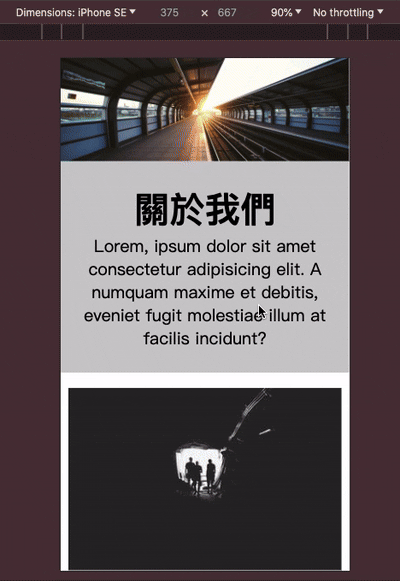 Dimensions: iPhone SE 375 × 667 90% No throttling
關於我們
Lorem, ipsum dolor sit amet
consectetur adipisicing elit. A
numquam maxime et debitis,
eveniet fugit molestiae illum at
facilis incidunt?